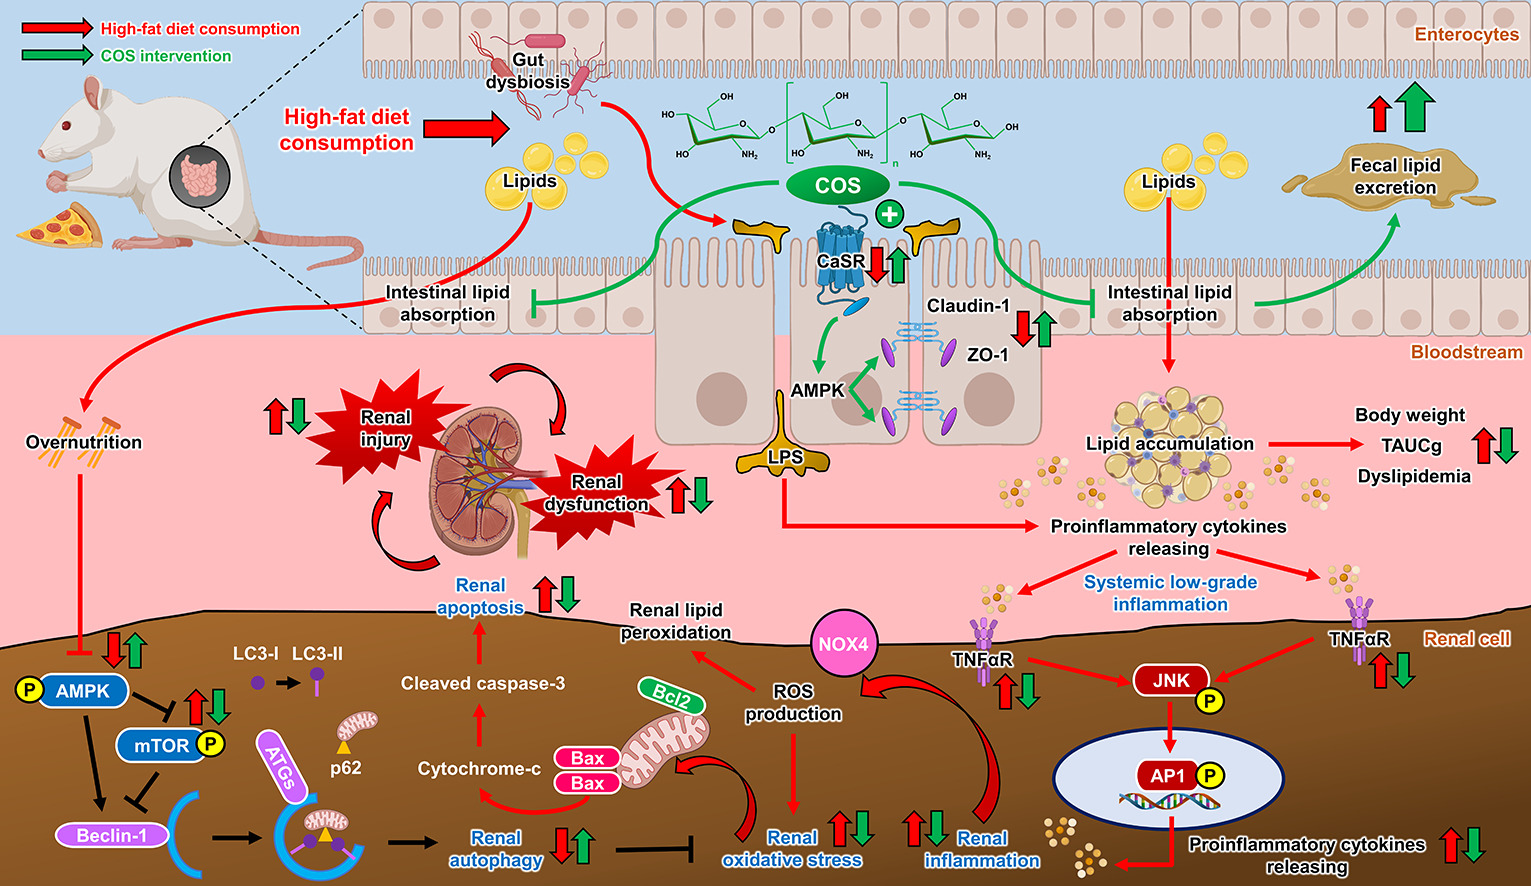 High-fat diet consumption
COS intervention
Enterocytes
Gut
dysbiosis
High-fat diet
consumption
Lipids
OH
HO
O
HO
NH2
O
OH
O
HO
NH2
n
O
OH
O
OH
HO
NH2
COS
+
Lipids
Fecal lipid
excretion
CaSR
Intestinal lipid
absorption
Claudin-1
ZO-1
AMPK
Intestinal lipid
absorption
Bloodstream
Renal
injury
Overnutrition
Renal
dysfunction
LPS
Lipid accumulation
Body weight
TAUCg
Dyslipidemia
Proinflammatory cytokines
releasing
Systemic low-grade
inflammation
Renal
apoptosis
Renal lipid
peroxidation
NOX4
TNFαR
TNFαR
Renal cell
LC3-I
LC3-II
P
AMPK
Cleaved caspase-3
Bcl2
ROS
production
JNK
P
mTOR
P
ATGs
p62
Cytochrome-c
Bax
Bax
AP1
P
Beclin-1
Renal
autophagy
Renal
oxidative stress
Renal
inflammation
Proinflammatory cytokines
releasing